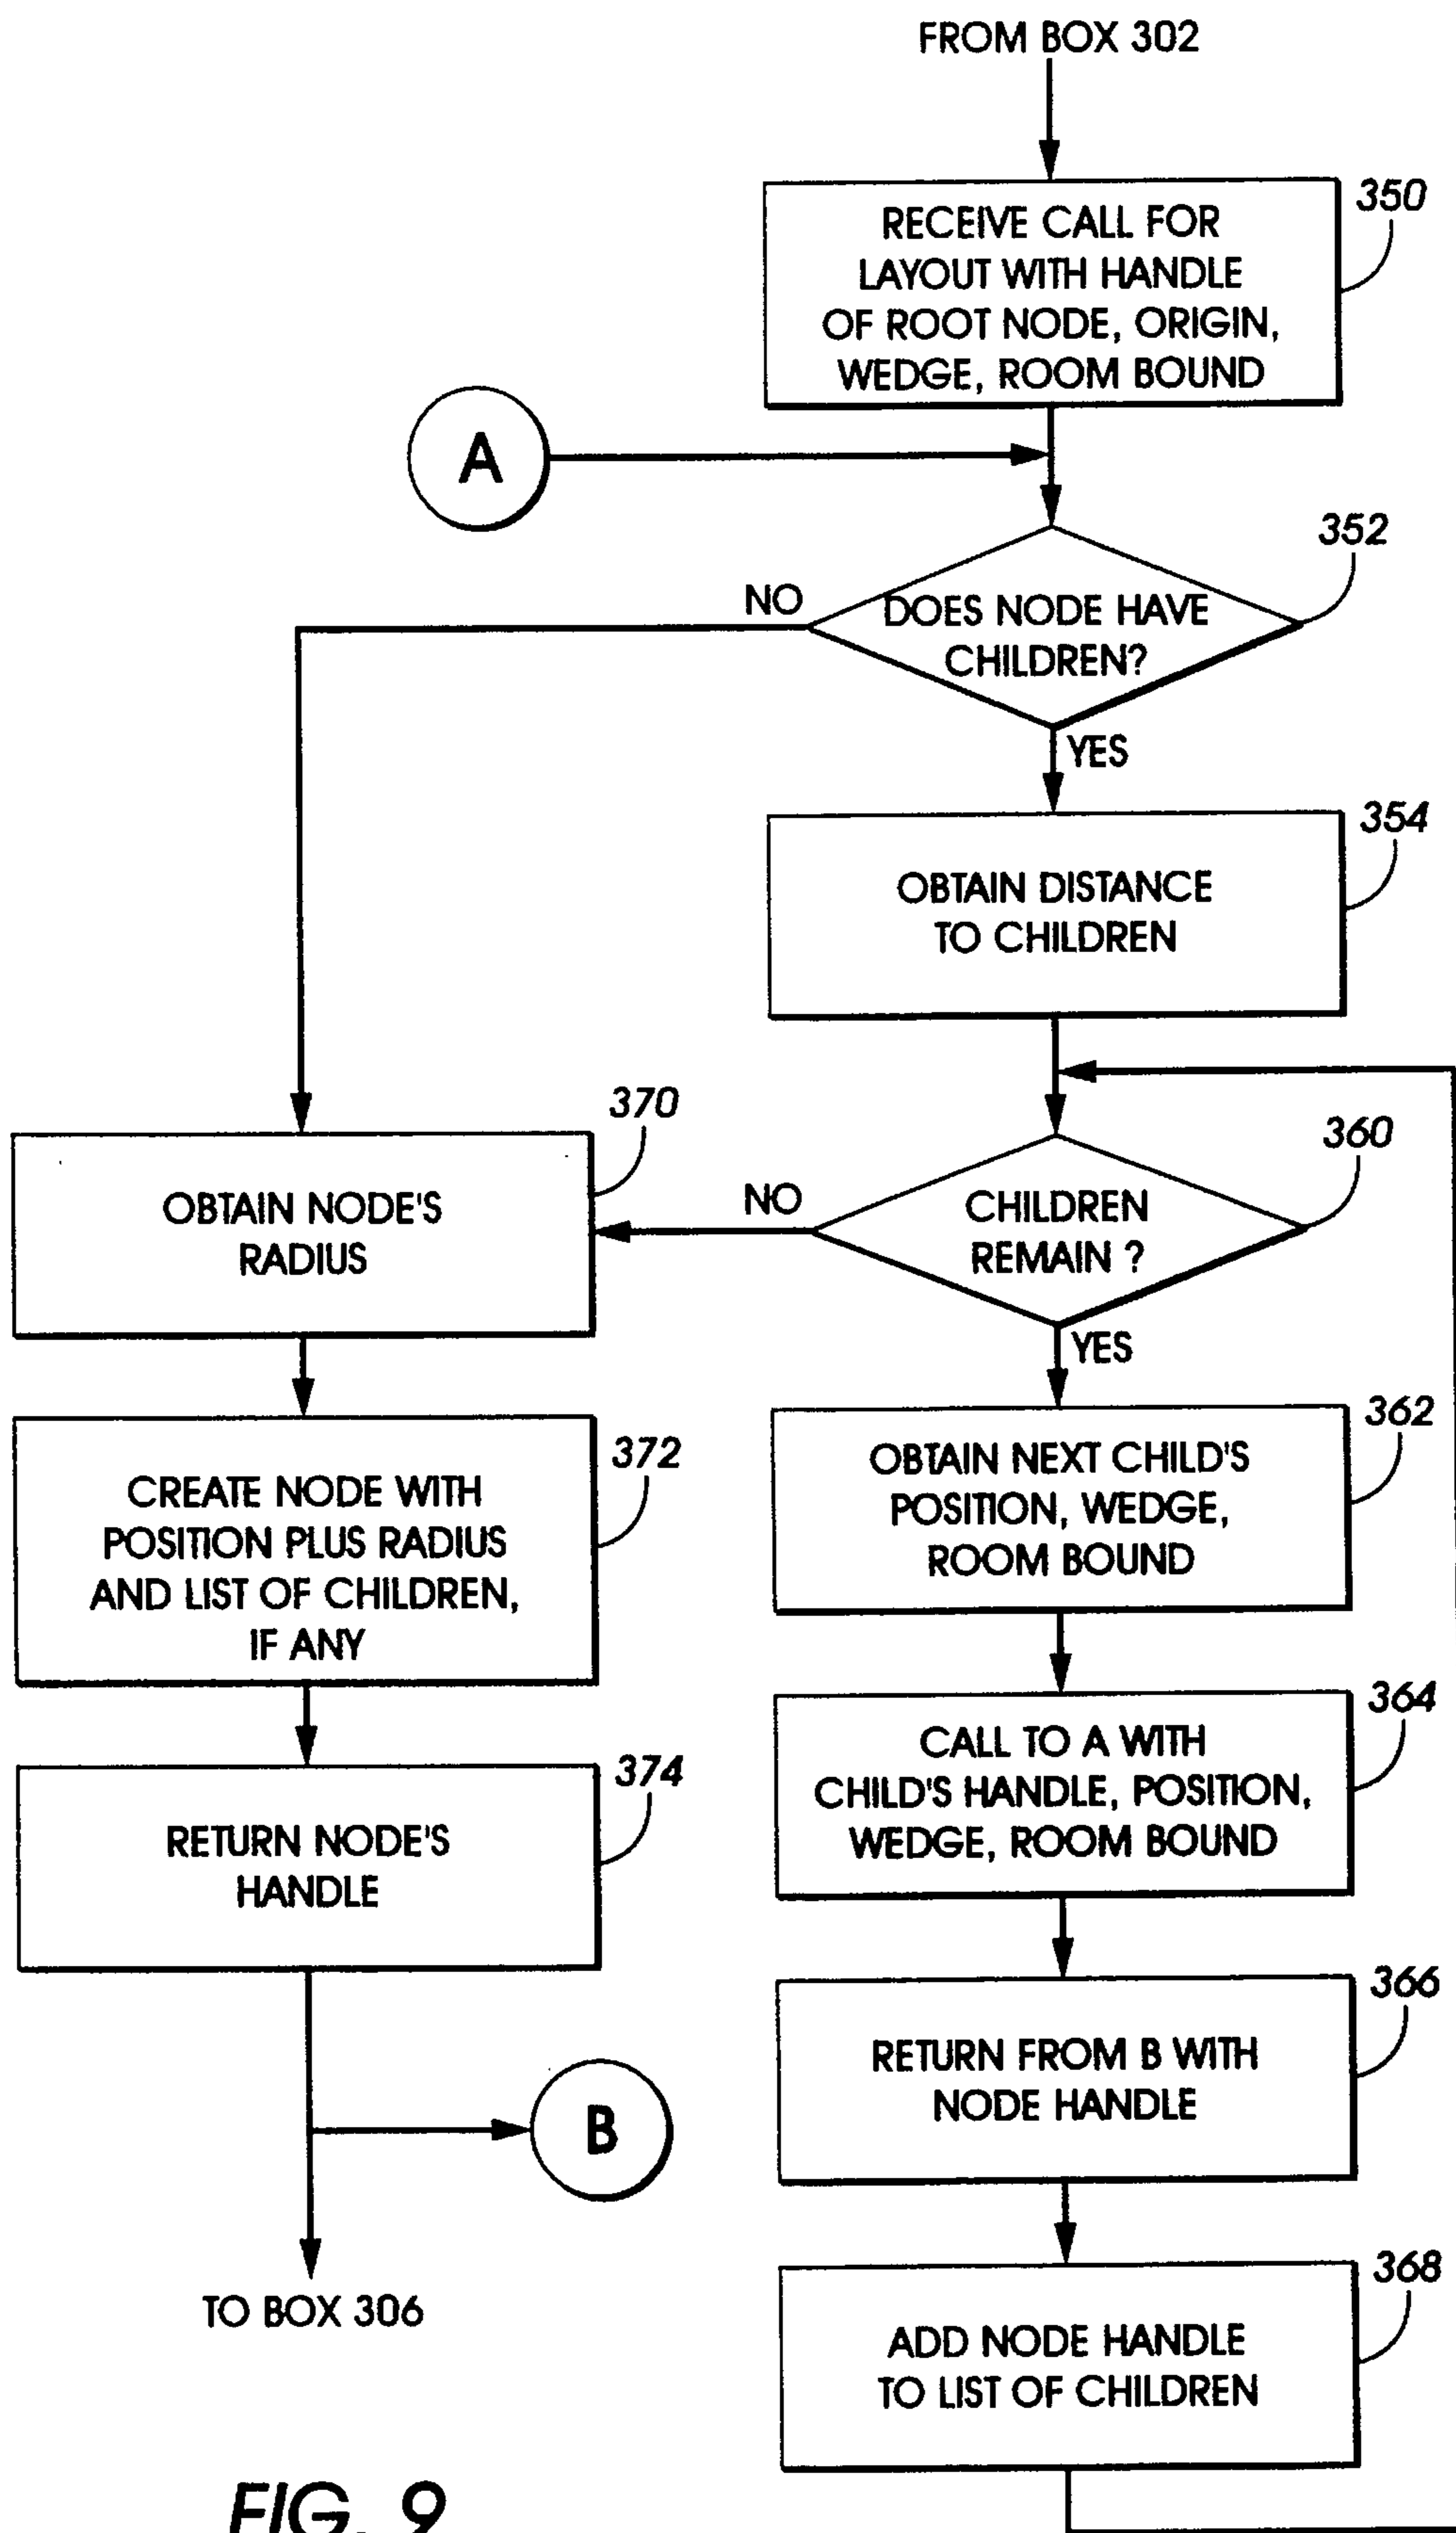 FROM BOX 302
350
RECEIVE CALL FOR
LAYOUT WITH HANDLE
OF ROOT NODE, ORIGIN,
WEDGE, ROOM BOUND
A
352
NO
DOES NODE HAVE
CHILDREN?
YES
354
OBTAIN DISTANCE
TO CHILDREN
370
OBTAIN NODE'S
RADIUS
360
NO
CHILDREN
REMAIN ?
YES
372
CREATE NODE WITH
POSITION PLUS RADIUS
AND LIST OF CHILDREN,
IF ANY
362
OBTAIN NEXT CHILD'S
POSITION, WEDGE,
ROOM BOUND
364
CALL TO A WITH
CHILD'S HANDLE, POSITION,
WEDGE, ROOM BOUND
374
RETURN NODE'S
HANDLE
366
RETURN FROM B WITH
NODE HANDLE
B
TO BOX 306
368
ADD NODE HANDLE
TO LIST OF CHILDREN
FIG. 9